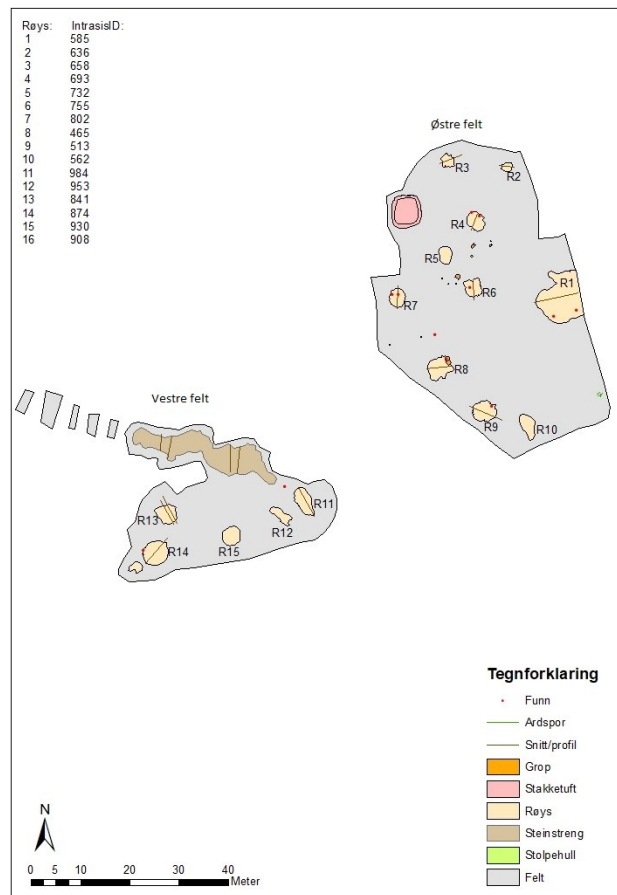 Røys: IntrasisID:
1 585
2 636
3 658
4 693
5 732
6 755
7 802
8 465
9 513
10 562
11 984
12 953
13 841
14 874
15 930
16 908
Østre felt
R3
R2
R4
R5
R6
R1
R7
R8
R9
R10
Vestre felt
R11
R13
R12
R14
R15
Tegnforklaring
Funn
Ardspor
Snitt/profil
Grop
Stakketuft
Røys
Steinstreng
Stolpehull
Felt
N
0 5 10 20 30 40
Meter